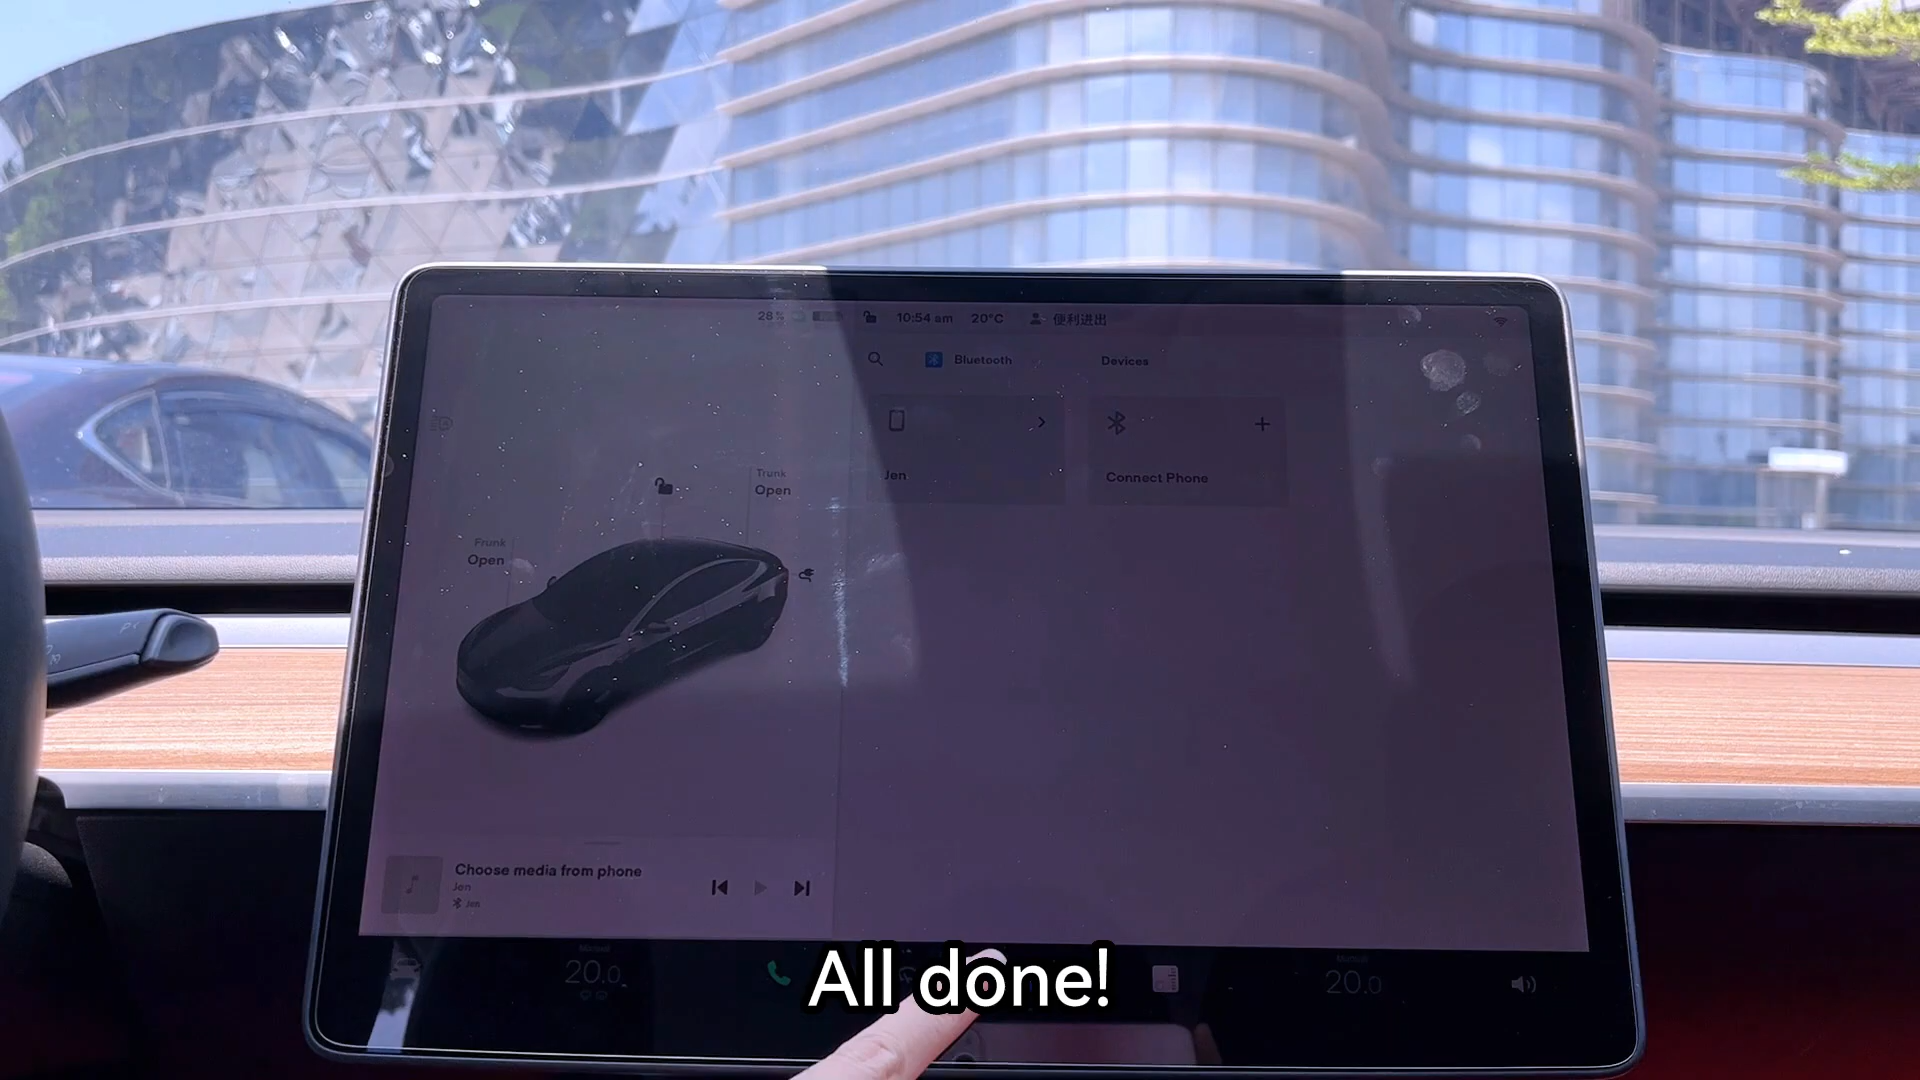 28%
10:54 am
20°C
便利进出
Bluetooth
Devices
Jen
Connect Phone
Trunk
Open
Frunk
Open
Choose media from phone
Jen
Jen
Manual
20.0
20.0
All done!